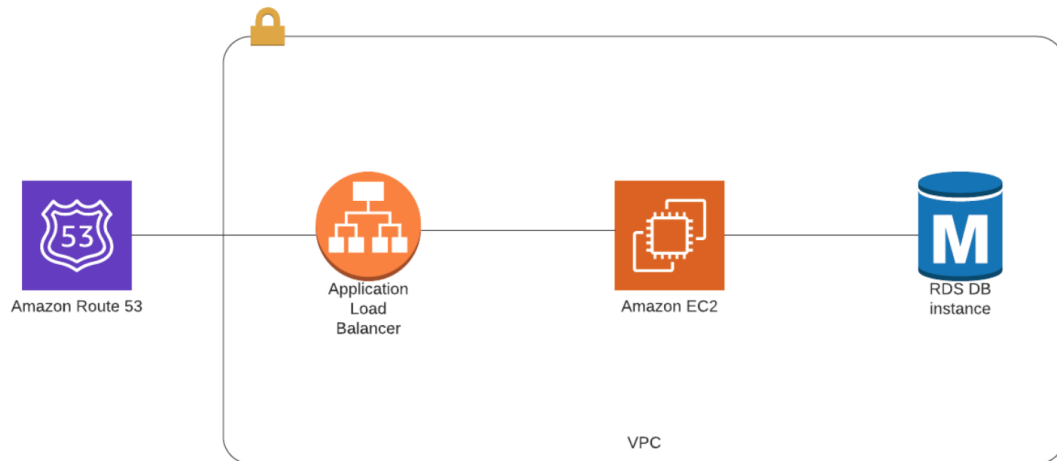 53
Amazon Route 53
Application
Load
Balancer
Amazon EC2
M
RDS DB
instance
VPC